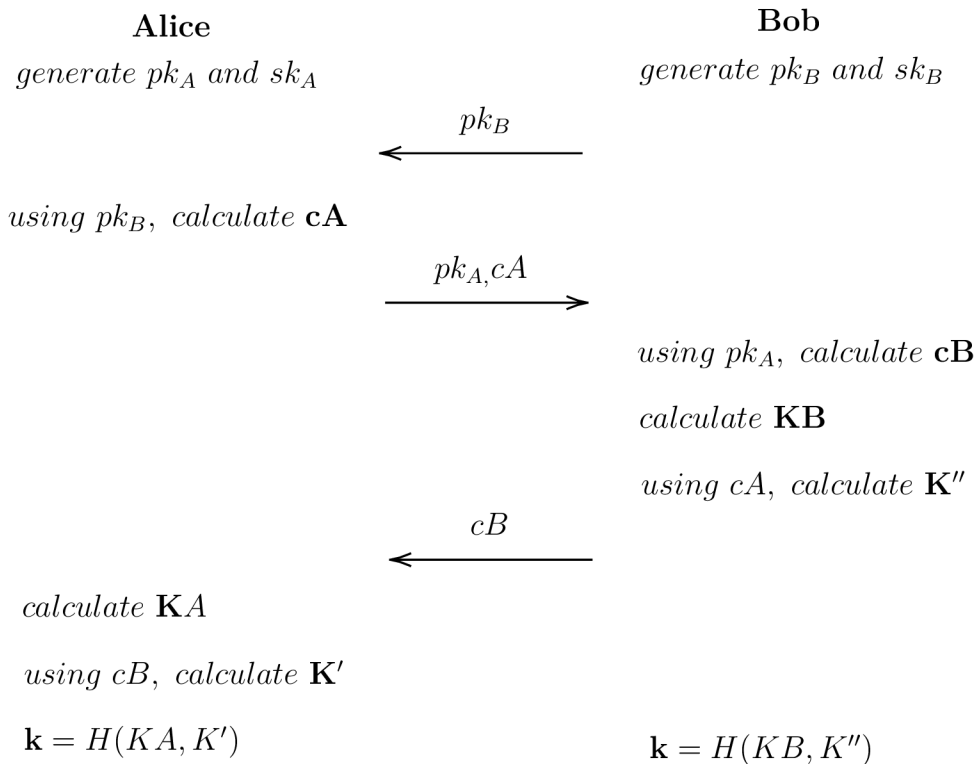 Alice
Bob
generate pk_A and sk_A
generate pk_B and sk_B
pk_B
using pk_B, calculate cA
pk_A,cA
using pk_A, calculate cB
calculate KB
using cA, calculate K″
cB
calculate KA
using cB, calculate K′
k = H(KA, K′)
k = H(KB, K″)